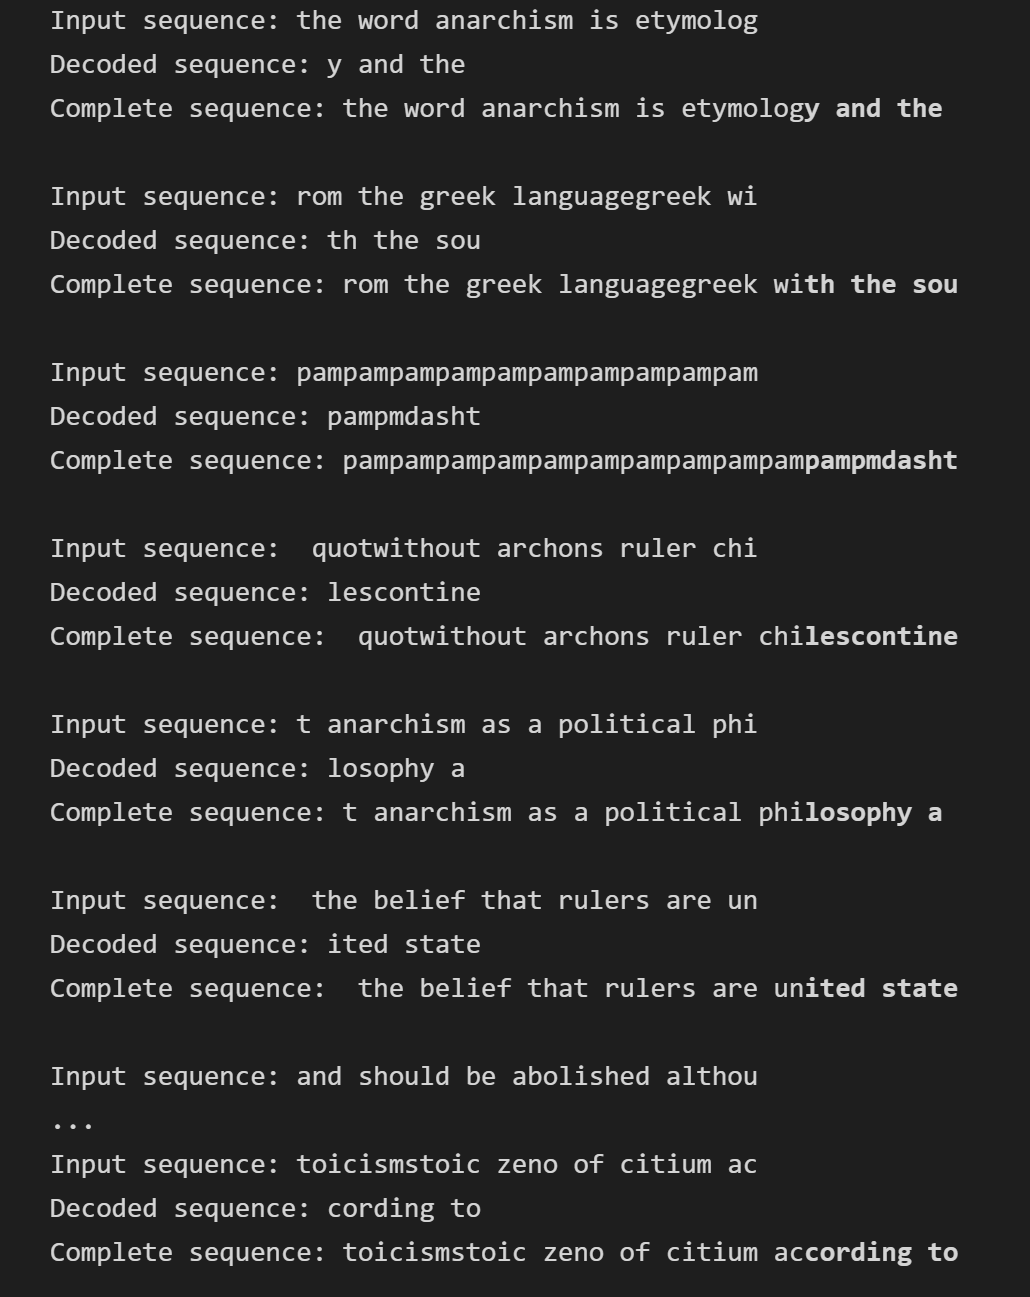 Input sequence: the word anarchism is etymolog
Decoded sequence: y and the
Complete sequence: the word anarchism is etymology and the
Input sequence: rom the greek languagegreek wi
Decoded sequence: th the sou
Complete sequence: rom the greek languagegreek with the sou
Input sequence: pampampampampampampampampampam
Decoded sequence: pampmdasht
Complete sequence: pampampampampampampampampampampampmdasht
Input sequence:  quotwithout archons ruler chi
Decoded sequence: lescontine
Complete sequence:  quotwithout archons ruler chilescontine
Input sequence: t anarchism as a political phi
Decoded sequence: losophy a
Complete sequence: t anarchism as a political philosophy a
Input sequence:  the belief that rulers are un
Decoded sequence: ited state
Complete sequence:  the belief that rulers are united state
Input sequence: and should be abolished althou
...
Input sequence: toicismstoic zeno of citium ac
Decoded sequence: cording to
Complete sequence: toicismstoic zeno of citium according to